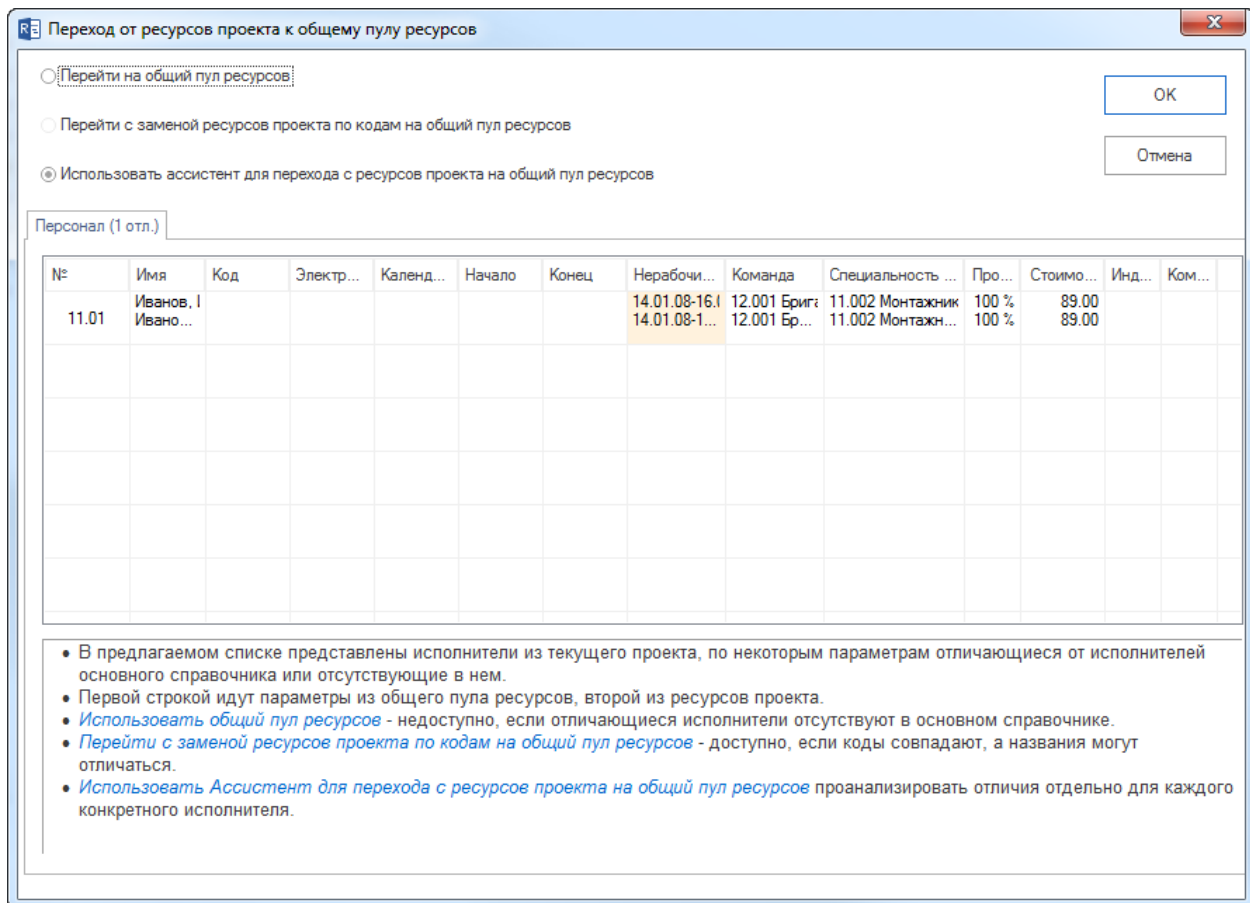 Переход от ресурсов проекта к общему пулу ресурсов
Перейти на общий пул ресурсов
OK
Перейти с заменой ресурсов проекта по кодам на общий пул ресурсов
Отмена
Использовать ассистент для перехода с ресурсов проекта на общий пул ресурсов
Персонал (1 отл.)
№ Имя Код Электр... Календ... Начало Конец Нерабочи... Команда Специальность ... Про... Стоимо... Инд... Ком...
Иванов, 14.01.08-16. 12.001 Брига 11.002 Монтажник 100 % 89.00
11.01 Ивано... 14.01.08-1... 12.001 Бр... 11.002 Монтажн... 100 % 89.00
• В предлагаемом списке представлены исполнители из текущего проекта, по некоторым параметрам отличающиеся от исполнителей
основного справочника или отсутствующие в нем.
• Первой строкой идут параметры из общего пула ресурсов, второй из ресурсов проекта.
• Использовать общий пул ресурсов - недоступно, если отличающиеся исполнители отсутствуют в основном справочнике.
• Перейти с заменой ресурсов проекта по кодам на общий пул ресурсов - доступно, если коды совпадают, а названия могут
отличаться.
• Использовать Ассистент для перехода с ресурсов проекта на общий пул ресурсов проанализировать отличия отдельно для каждого
конкретного исполнителя.